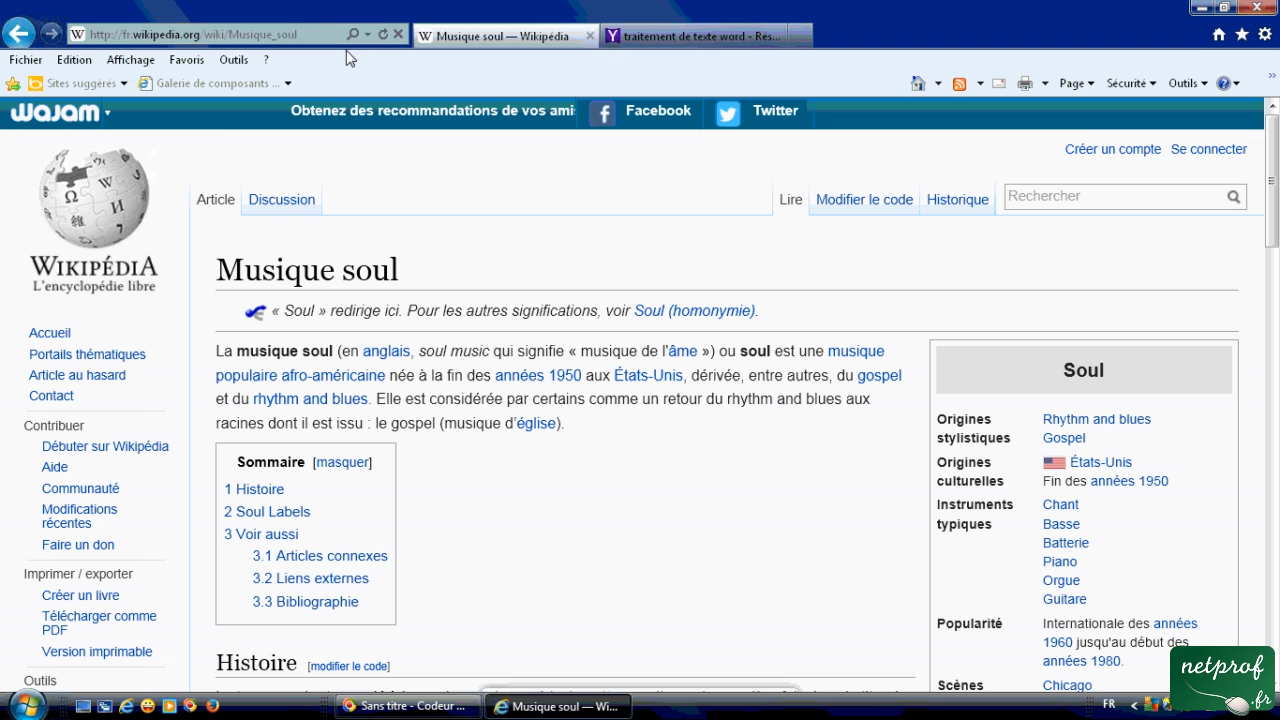 http://fr.wikipedia.org/wiki/Musique_soul
Musique soul — Wikipédia
traitement de texte word - Rés...
Fichier Edition Affichage Favoris Outils ?
Sites suggérés
Galerie de composants ...
Page Sécurité Outils
wajam
Obtenez des recommandations de vos ami
Facebook
Twitter
Créer un compte Se connecter
Article Discussion
Lire Modifier le code Historique
Rechercher
WIKIPÉDIA
L'encyclopédie libre
Accueil
Portails thématiques
Article au hasard
Contact
Contribuer
Débuter sur Wikipédia
Aide
Communauté
Modifications
récentes
Faire un don
Imprimer / exporter
Créer un livre
Télécharger comme
PDF
Version imprimable
Outils
Musique soul
« Soul » redirige ici. Pour les autres significations, voir Soul (homonymie).
La musique soul (en anglais, soul music qui signifie « musique de l'âme ») ou soul est une musique
populaire afro-américaine née à la fin des années 1950 aux États-Unis, dérivée, entre autres, du gospel
et du rhythm and blues. Elle est considérée par certains comme un retour du rhythm and blues aux
racines dont il est issu : le gospel (musique d'église).
Sommaire [masquer]
1 Histoire
2 Soul Labels
3 Voir aussi
3.1 Articles connexes
3.2 Liens externes
3.3 Bibliographie
Histoire [modifier le code]
Soul
Origines stylistiques
Rhythm and blues
Gospel
Origines culturelles
États-Unis
Fin des années 1950
Instruments typiques
Chant
Basse
Batterie
Piano
Orgue
Guitare
Popularité
Internationale des années
1960 jusqu'au début des
années 1980.
Scènes
Chicago
netprof
.fr
Sans titre - Codeur ...
Musique soul — Wi...
FR